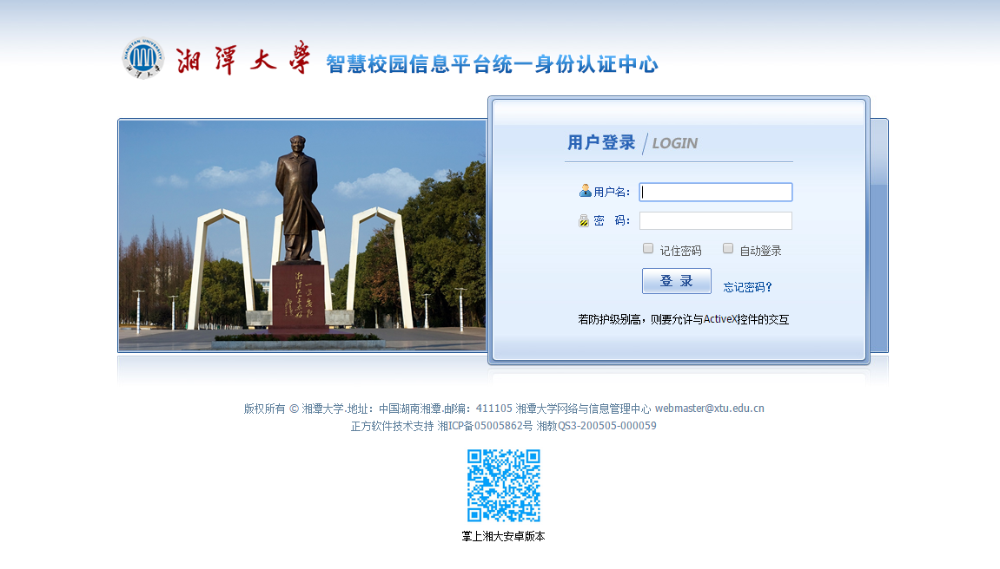 湘潭大学 智慧校园信息平台统一身份认证中心
XIANGTAN UNIVERSITY
用户登录 / LOGIN
用户名：
密 码：
记住密码 自动登录
登 录 忘记密码?
若防护级别高，则要允许与ActiveX控件的交互
版权所有 © 湘潭大学.地址：中国湖南湘潭.邮编：411105 湘潭大学网络与信息管理中心 webmaster@xtu.edu.cn
正方软件技术支持 湘ICP备05005862号 湘教QS3-200505-000059
掌上湘大安卓版本